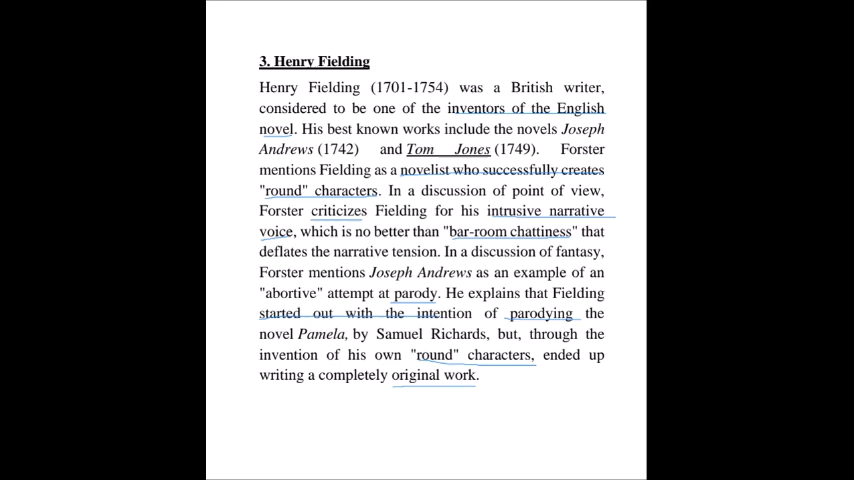 3. Henry Fielding
Henry Fielding (1701-1754) was a British writer,
considered to be one of the inventors of the English
novel. His best known works include the novels Joseph
Andrews (1742) and Tom Jones (1749). Forster
mentions Fielding as a novelist who successfully creates
"round" characters. In a discussion of point of view,
Forster criticizes Fielding for his intrusive narrative
voice, which is no better than "bar-room chattiness" that
deflates the narrative tension. In a discussion of fantasy,
Forster mentions Joseph Andrews as an example of an
"abortive" attempt at parody. He explains that Fielding
started out with the intention of parodying the
novel Pamela, by Samuel Richards, but, through the
invention of his own "round" characters, ended up
writing a completely original work.